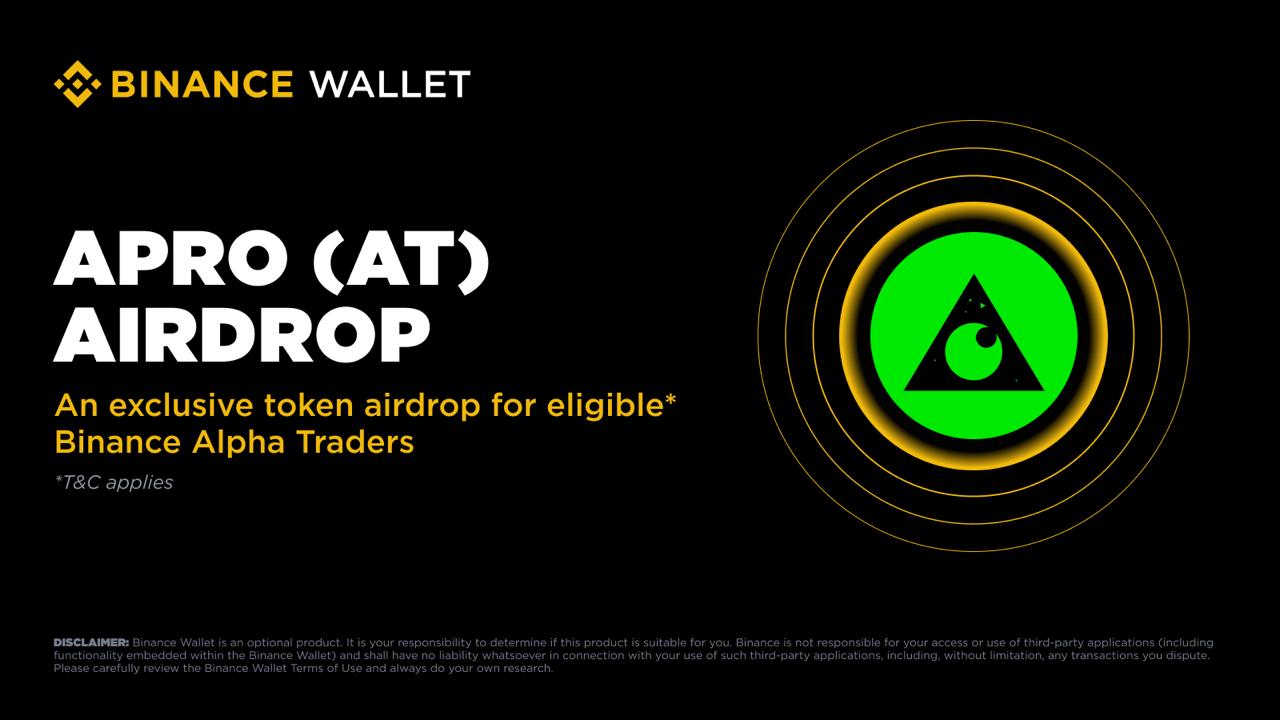 BINANCE WALLET
APRO (AT)
AIRDROP
An exclusive token airdrop for eligible*
Binance Alpha Traders
*T&C applies
DISCLAIMER: Binance Wallet is an optional product. It is your responsibility to determine if this product is suitable for you. Binance is not responsible for your access or use of third-party applications (including
functionality embedded within the Binance Wallet) and shall have no liability whatsoever in connection with your use of such third-party applications, including, without limitation, any transactions you dispute.
Please carefully review the Binance Wallet Terms of Use and always do your own research.